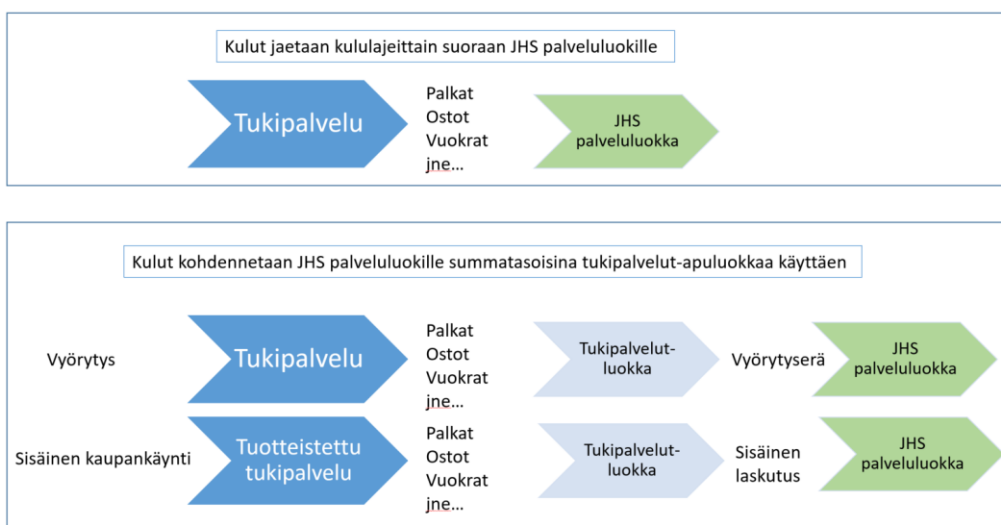 Kulut jaetaan kululajeittain suoraan JHS palveluluokille
Tukipalvelu
Palkat
Ostot
Vuokrat
jne...
JHS
palveluluokka
Kulut kohdennetaan JHS palveluluokille summatasoisina tukipalvelut-apuluokkaa käyttäen
Vyörytys
Tukipalvelu
Palkat
Ostot
Vuokrat
jne...
Tukipalvelut-
luokka
Vyörytyserä
JHS
palveluluokka
Sisäinen kaupankäynti
Tuotteistettu
tukipalvelu
Palkat
Ostot
Vuokrat
jne...
Tukipalvelut-
luokka
Sisäinen
laskutus
JHS
palveluluokka